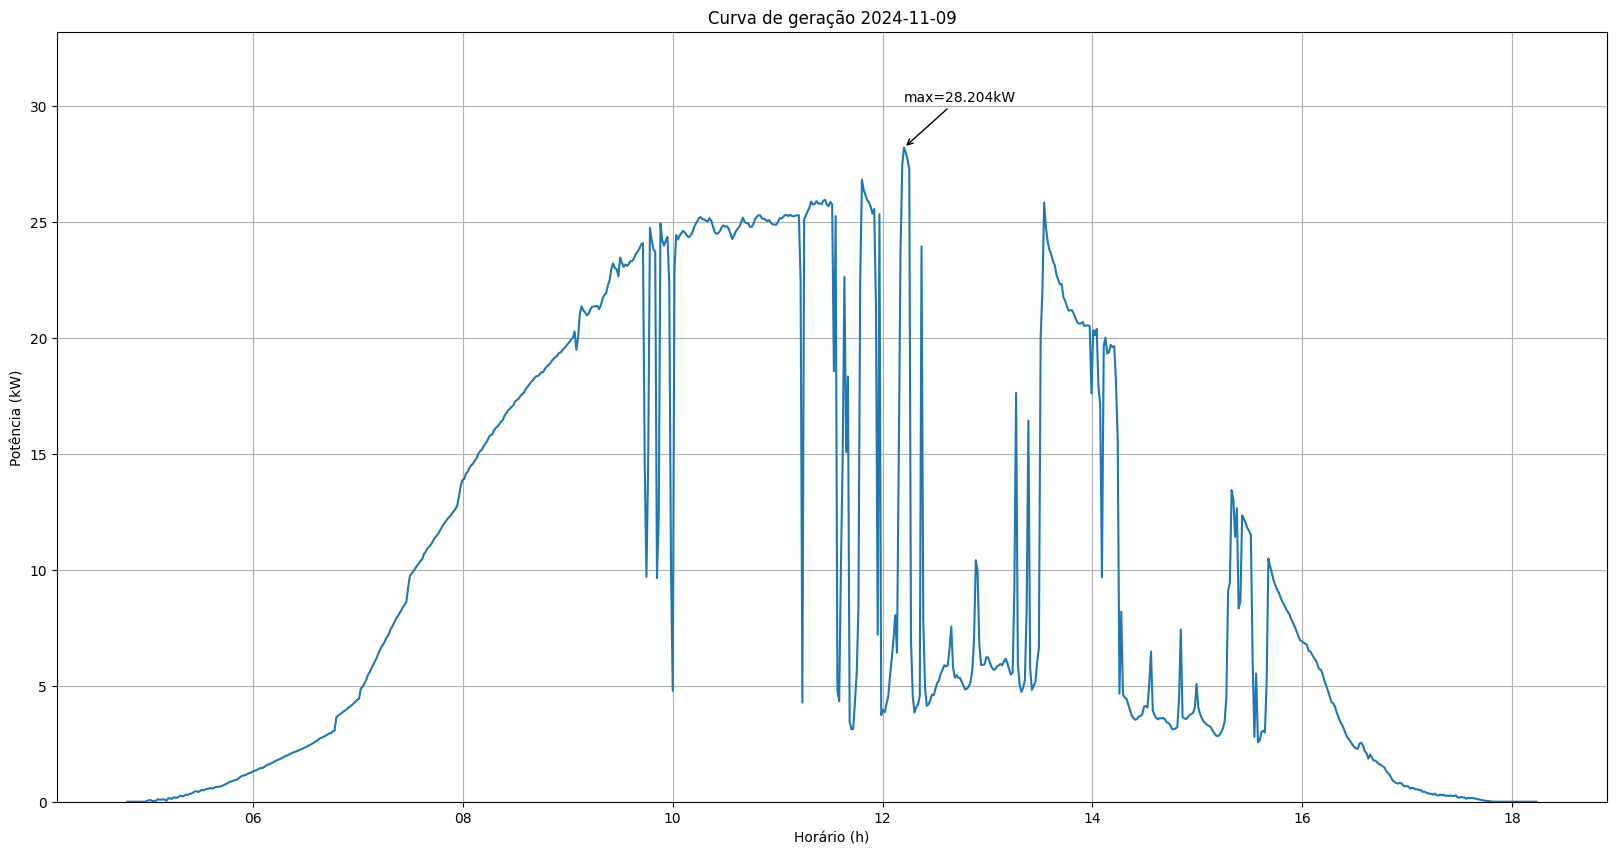 Curva de geração 2024-11-09
max=28.204kW
30
25
20
15
10
5
0
Potência (kW)
06 08 10 12 14 16 18
Horário (h)